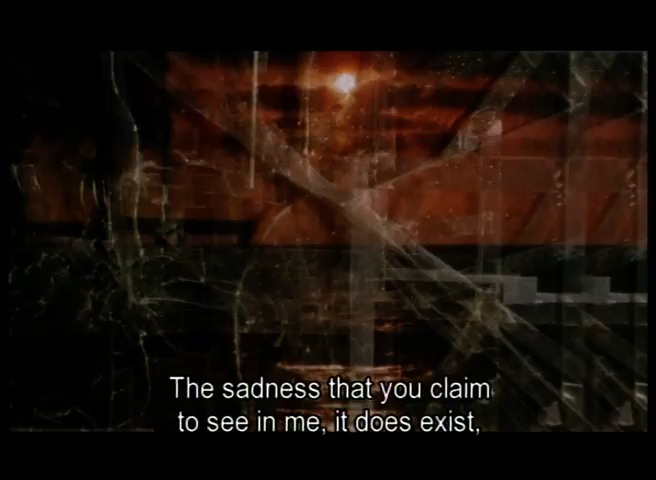 The sadness that you claim
to see in me, it does exist,